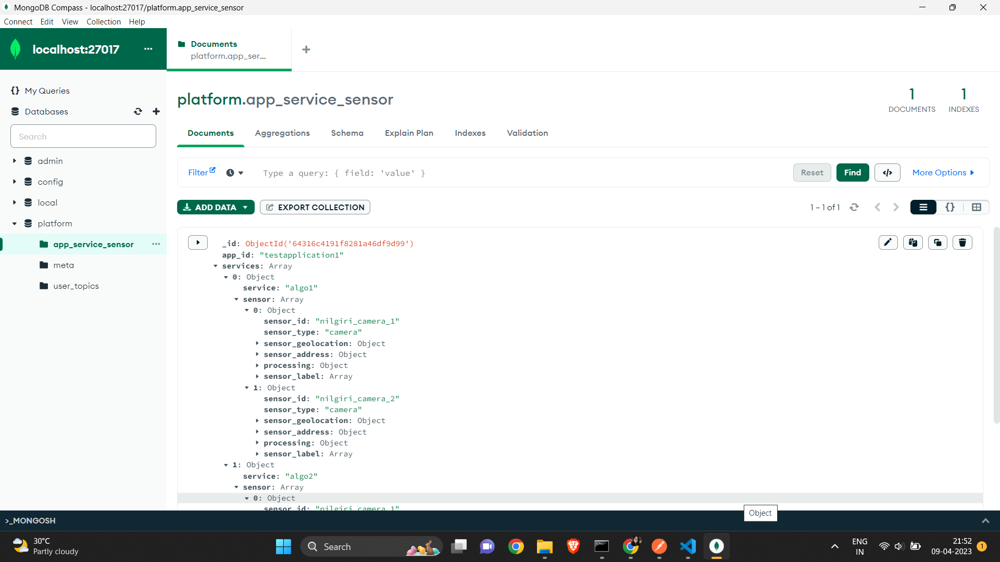 MongoDB Compass - localhost:27017/platform.app_service_sensor
Connect Edit View Collection Help
localhost:27017 ...
Documents
platform.app_ser...
My Queries
Databases
Search
admin
config
local
platform
app_service_sensor ...
meta
user_topics
platform.app_service_sensor
1
DOCUMENTS
1
INDEXES
Documents Aggregations Schema Explain Plan Indexes Validation
Filter Type a query: { field: 'value' } Reset Find </> More Options
ADD DATA EXPORT COLLECTION 1 – 1 of 1 {}
_id: ObjectId('64316c4191f8281a46df9d99')
app_id: "testapplication1"
services: Array
0: Object
service: "algo1"
sensor: Array
0: Object
sensor_id: "nilgiri_camera_1"
sensor_type: "camera"
sensor_geolocation: Object
sensor_address: Object
processing: Object
sensor_label: Array
1: Object
sensor_id: "nilgiri_camera_2"
sensor_type: "camera"
sensor_geolocation: Object
sensor_address: Object
processing: Object
sensor_label: Array
1: Object
service: "algo2"
sensor: Array
0: Object
sensor_id: "nilgiri_camera_1"
Object
>_MONGOSH
30°C
Partly cloudy
Search
ENG
IN
21:52
09-04-2023
1